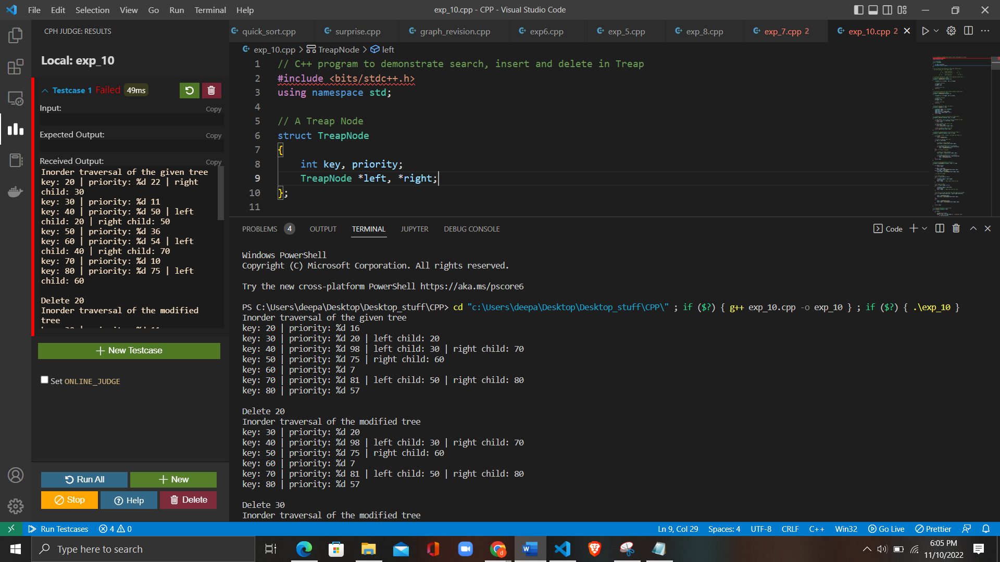 File Edit Selection View Go Run Terminal Help
exp_10.cpp - CPP - Visual Studio Code
CPH JUDGE: RESULTS
Local: exp_10
Testcase 1 Failed 49ms
Input:
Copy
Expected Output:
Copy
Received Output:
Copy
Inorder traversal of the given tree
key: 20 | priority: %d 22 | right
child: 30
key: 30 | priority: %d 11
key: 40 | priority: %d 50 | left
child: 20 | right child: 50
key: 50 | priority: %d 36
key: 60 | priority: %d 54 | left
child: 40 | right child: 70
key: 70 | priority: %d 10
key: 80 | priority: %d 75 | left
child: 60
Delete 20
Inorder traversal of the modified
tree
New Testcase
Set ONLINE_JUDGE
Run All
New
Stop
Help
Delete
quick_sort.cpp surprise.cpp graph_revision.cpp exp6.cpp exp_5.cpp exp_8.cpp exp_7.cpp 2 exp_10.cpp 2
exp_10.cpp > TreapNode > left
1 // C++ program to demonstrate search, insert and delete in Treap
2 #include <bits/stdc++.h>
3 using namespace std;
4
5 // A Treap Node
6 struct TreapNode
7 {
8 int key, priority;
9 TreapNode *left, *right;
10 };
11
PROBLEMS 4 OUTPUT TERMINAL JUPYTER DEBUG CONSOLE
Code
Windows PowerShell
Copyright (C) Microsoft Corporation. All rights reserved.
Try the new cross-platform PowerShell https://aka.ms/pscore6
PS C:\Users\deepa\Desktop\Desktop_stuff\CPP> cd "c:\Users\deepa\Desktop\Desktop_stuff\CPP\" ; if ($?) { g++ exp_10.cpp -o exp_10 } ; if ($?) { .\exp_10 }
Inorder traversal of the given tree
key: 20 | priority: %d 16
key: 30 | priority: %d 20 | left child: 20
key: 40 | priority: %d 98 | left child: 30 | right child: 70
key: 50 | priority: %d 75 | right child: 60
key: 60 | priority: %d 7
key: 70 | priority: %d 81 | left child: 50 | right child: 80
key: 80 | priority: %d 57
Delete 20
Inorder traversal of the modified tree
key: 30 | priority: %d 20
key: 40 | priority: %d 98 | left child: 30 | right child: 70
key: 50 | priority: %d 75 | right child: 60
key: 60 | priority: %d 7
key: 70 | priority: %d 81 | left child: 50 | right child: 80
key: 80 | priority: %d 57
Delete 30
Inorder traversal of the modified tree
Run Testcases 4 0
Ln 9, Col 29 Spaces: 4 UTF-8 CRLF C++ Win32 Go Live Prettier
Type here to search
6:05 PM
11/10/2022